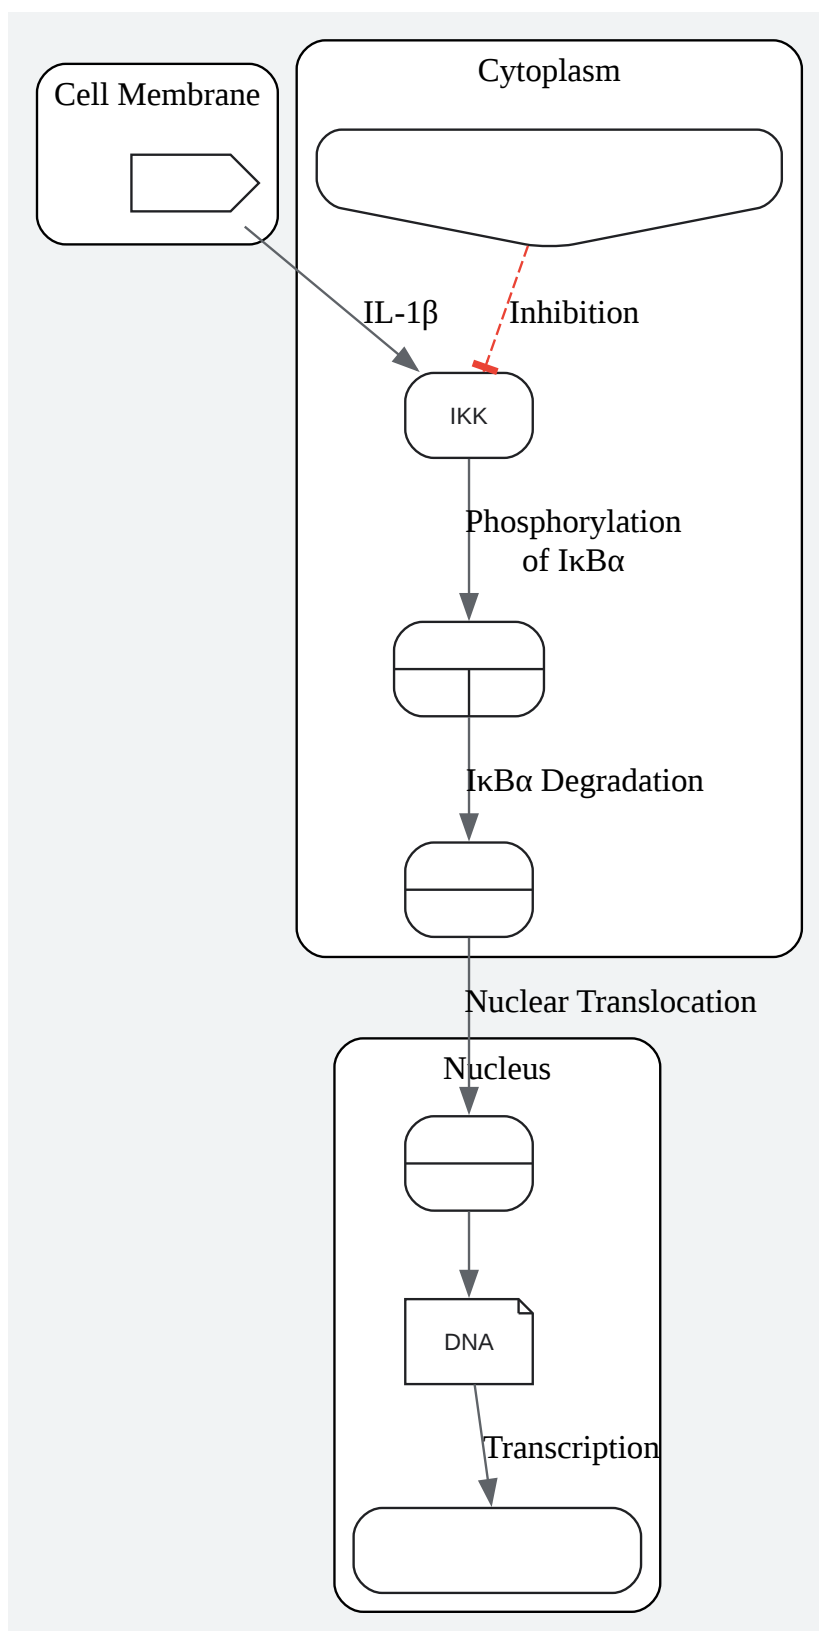 Cell Membrane
Cytoplasm
IL-1β
Inhibition
IKK
Phosphorylation
of IκBα
IκBα Degradation
Nuclear Translocation
Nucleus
DNA
Transcription